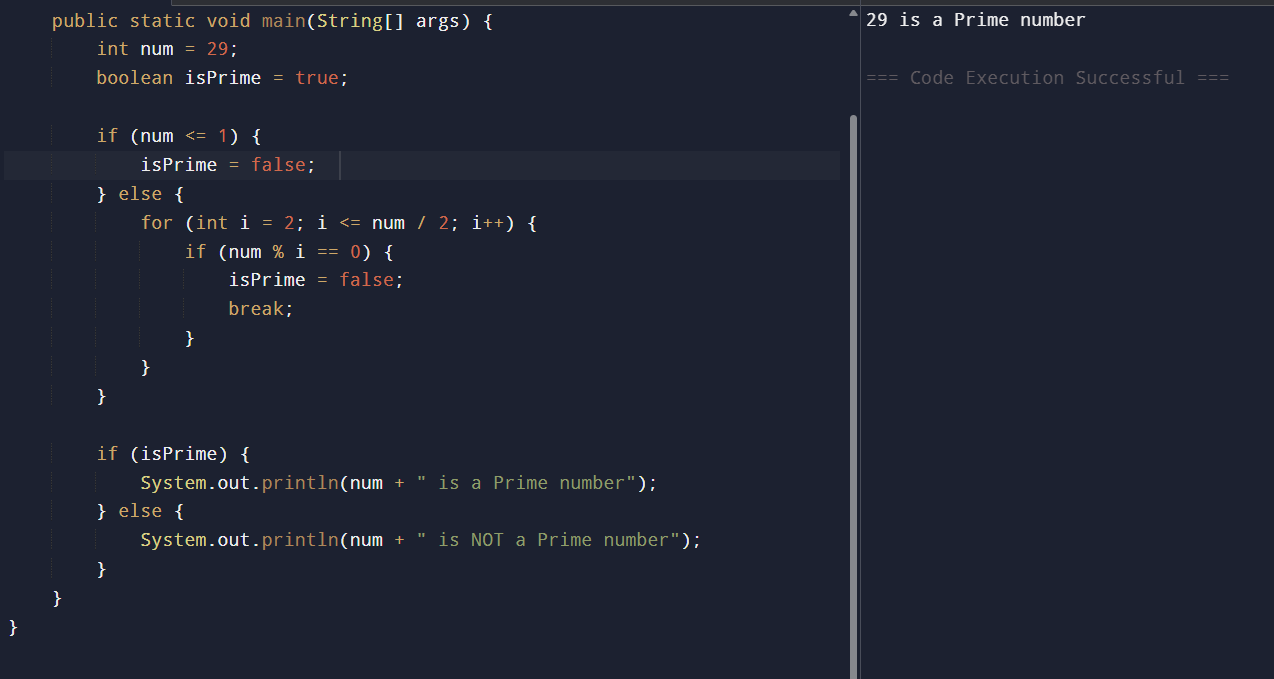 public static void main(String[] args) {
        int num = 29;
        boolean isPrime = true;

        if (num <= 1) {
            isPrime = false;
        } else {
            for (int i = 2; i <= num / 2; i++) {
                if (num % i == 0) {
                    isPrime = false;
                    break;
                }
            }
        }

        if (isPrime) {
            System.out.println(num + " is a Prime number");
        } else {
            System.out.println(num + " is NOT a Prime number");
        }
    }
}
29 is a Prime number

=== Code Execution Successful ===